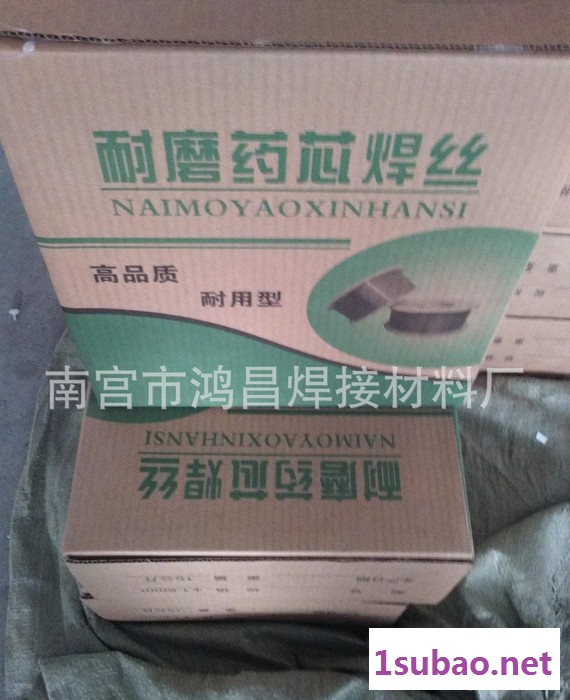 耐磨药芯焊丝
NAIMOYAOXINHANSI
高品质
耐用型
南宫市鸿昌焊接材料厂
NAIMOYAOXINHANSI
耐磨药芯焊丝
1subao.net